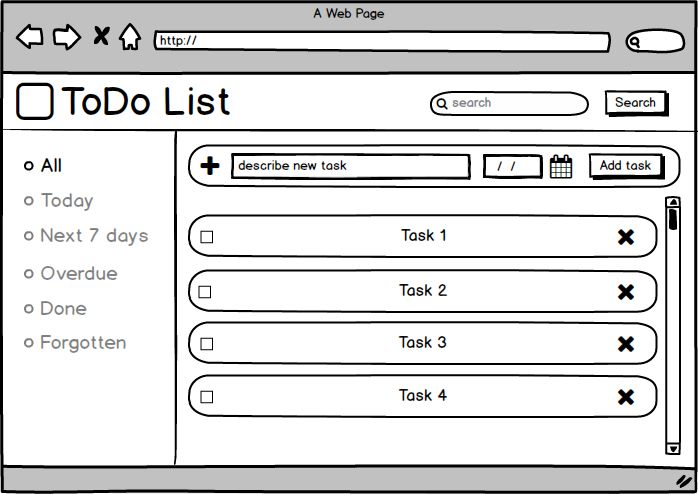 A Web Page
http://
ToDo List
search
Search
All
Today
Next 7 days
Overdue
Done
Forgotten
describe new task
/ /
Add task
Task 1
Task 2
Task 3
Task 4